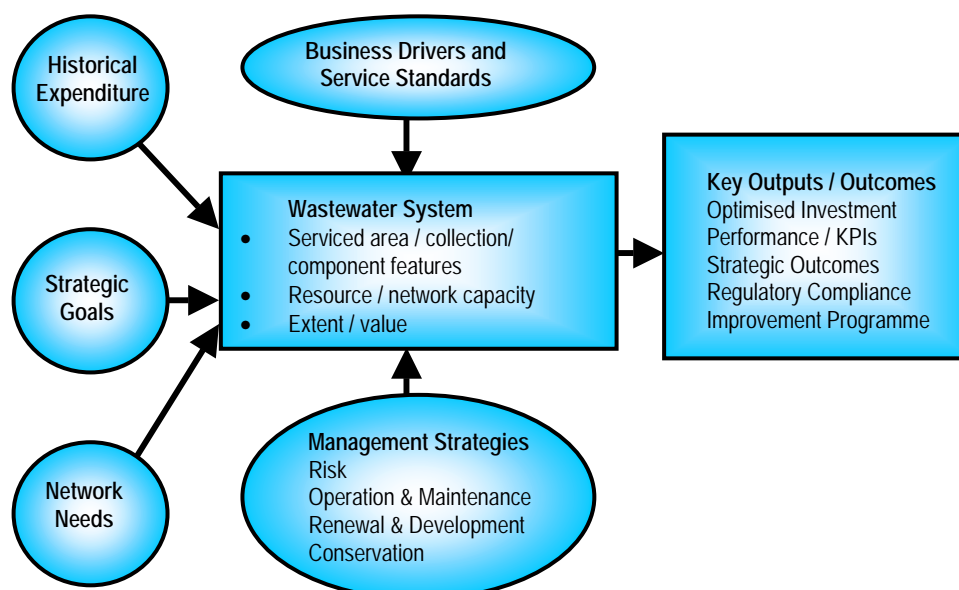 Historical
Expenditure
Business Drivers and
Service Standards
Strategic
Goals
Network
Needs
Wastewater System
• Serviced area / collection/
component features
• Resource / network capacity
• Extent / value
Management Strategies
Risk
Operation & Maintenance
Renewal & Development
Conservation
Key Outputs / Outcomes
Optimised Investment
Performance / KPIs
Strategic Outcomes
Regulatory Compliance
Improvement Programme